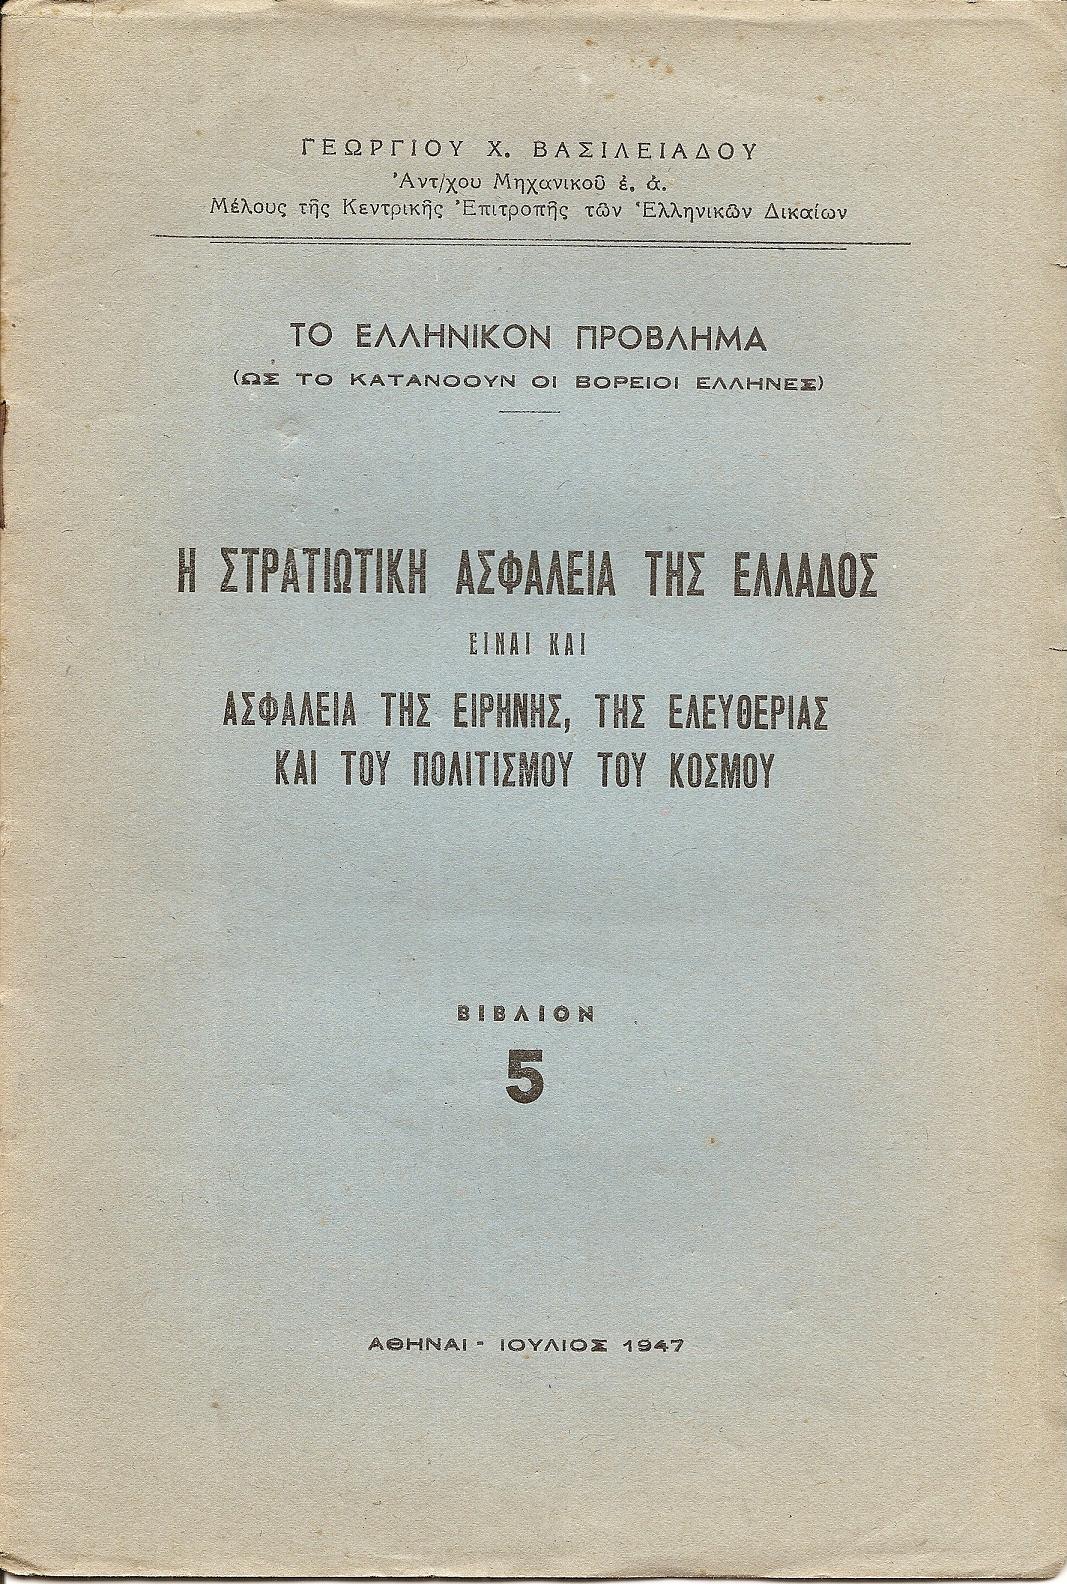 ΓΕΩΡΓΙΟΥ Χ. ΒΑΣΙΛΕΙΑΔΟΥ
Ἀντ/χου Μηχανικοῦ ἐ. ἀ.
Μέλους τῆς Κεντρικῆς Ἐπιτροπῆς τῶν Ἑλληνικῶν Δικαίων
ΤΟ ΕΛΛΗΝΙΚΟΝ ΠΡΟΒΛΗΜΑ
(ΩΣ ΤΟ ΚΑΤΑΝΟΟΥΝ ΟΙ ΒΟΡΕΙΟΙ ΕΛΛΗΝΕΣ)
Η ΣΤΡΑΤΙΩΤΙΚΗ ΑΣΦΑΛΕΙΑ ΤΗΣ ΕΛΛΑΔΟΣ
ΕΙΝΑΙ ΚΑΙ
ΑΣΦΑΛΕΙΑ ΤΗΣ ΕΙΡΗΝΗΣ, ΤΗΣ ΕΛΕΥΘΕΡΙΑΣ
ΚΑΙ ΤΟΥ ΠΟΛΙΤΙΣΜΟΥ ΤΟΥ ΚΟΣΜΟΥ
ΒΙΒΛΙΟΝ
5
ΑΘΗΝΑΙ - ΙΟΥΛΙΟΣ 1947